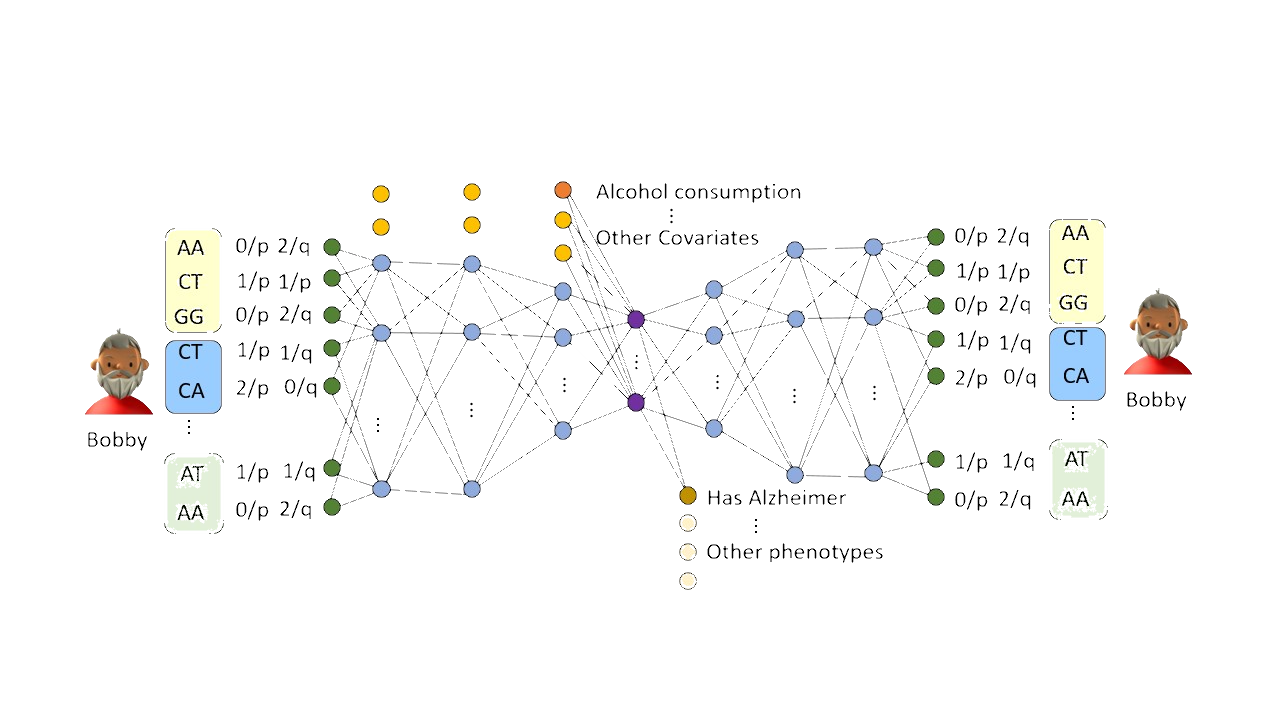 Alcohol consumption
⋮
Other Covariates
AA 0/p 2/q
CT 1/p 1/p
GG 0/p 2/q
CT 1/p 1/q
CA 2/p 0/q
⋮
AT 1/p 1/q
AA 0/p 2/q
Bobby
Has Alzheimer
⋮
Other phenotypes
0/p 2/q AA
1/p 1/p CT
0/p 2/q GG
1/p 1/q CT
2/p 0/q CA
⋮
1/p 1/q AT
0/p 2/q AA
Bobby